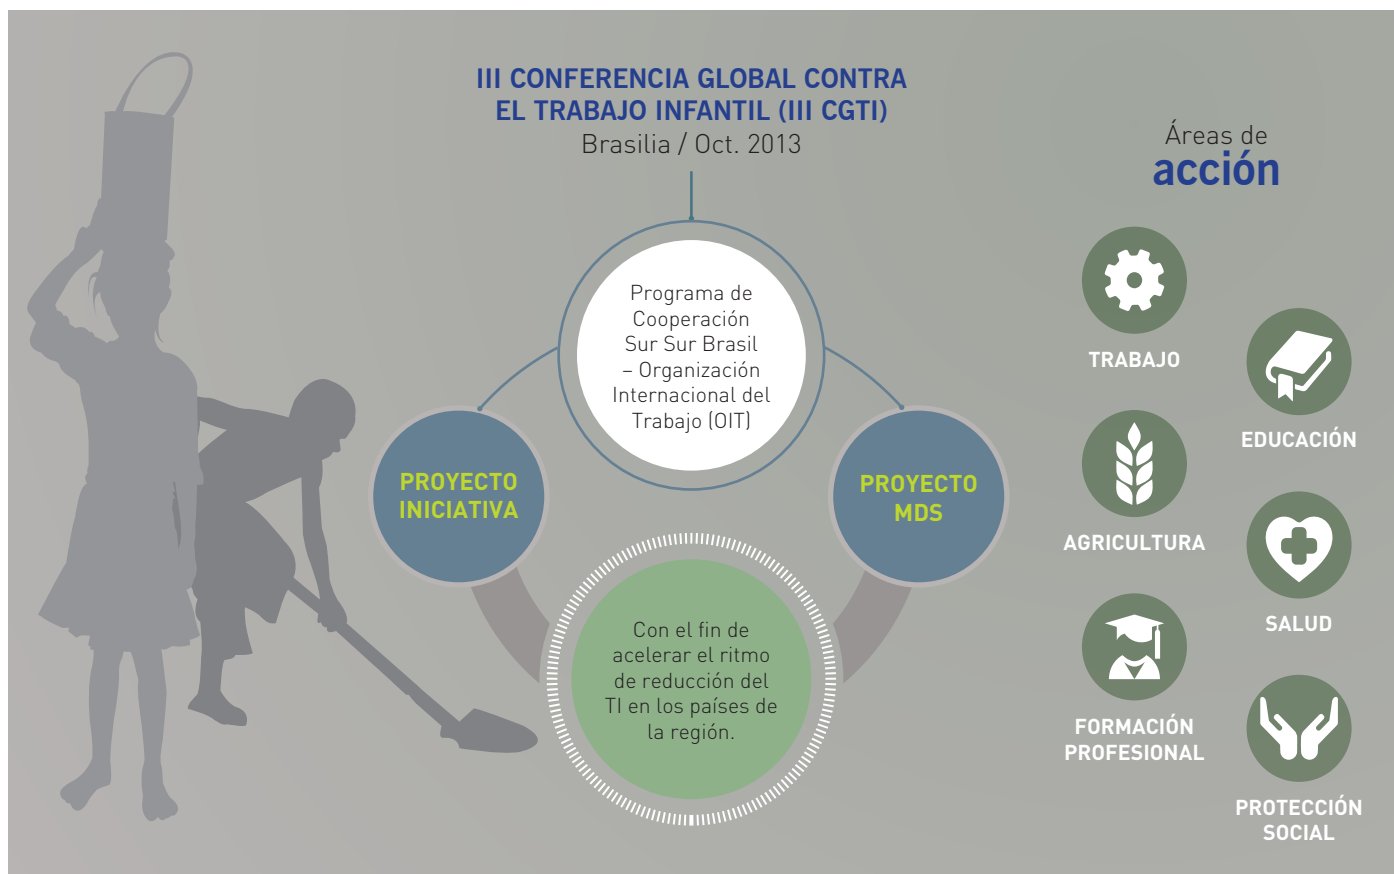 III CONFERENCIA GLOBAL CONTRA
EL TRABAJO INFANTIL (III CGTI)
Brasilia / Oct. 2013
Programa de
Cooperación
Sur Sur Brasil
– Organización
Internacional del
Trabajo (OIT)
PROYECTO
INICIATIVA
PROYECTO
MDS
Con el fin de
acelerar el ritmo
de reducción del
TI en los países de
la región.
Áreas de
acción
TRABAJO
EDUCACIÓN
AGRICULTURA
SALUD
FORMACIÓN
PROFESIONAL
PROTECCIÓN
SOCIAL